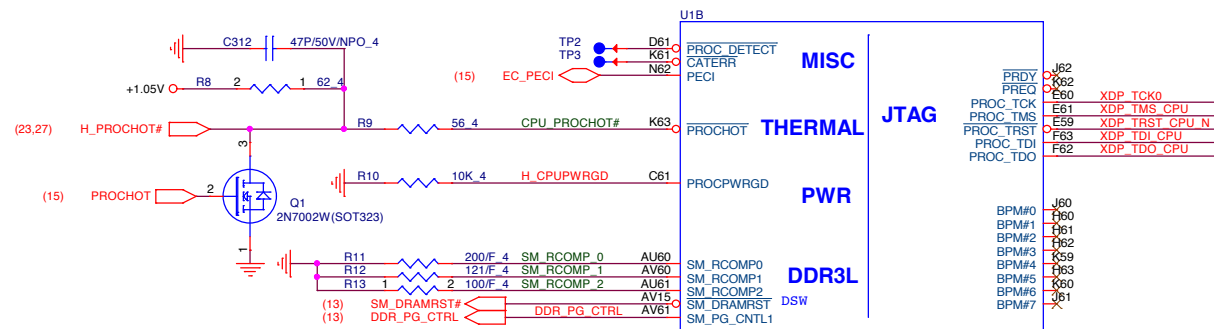 U1B
C312 47P/50V/NPO_4
TP2 D61 PROC_DETECT MISC
TP3 K61 CATERR
(15) EC_PECI N62 PECI
J62 PRDY
R8 2 1 62_4
+1.05V
K62 PREQ
PROC_TCK E60 XDP_TCK0
PROC_TMS E61 XDP_TMS_CPU
(23,27) H_PROCHOT# R9 56_4 CPU_PROCHOT# K63 PROCHOT THERMAL JTAG
PROC_TRST E59 XDP_TRST_CPU_N
PROC_TDI F63 XDP_TDI_CPU
PROC_TDO F62 XDP_TDO_CPU
3
R10 10K_4 H_CPUPWRGD C61 PROCPWRGD
(15) PROCHOT 2
PWR
Q1
2N7002W(SOT323)
1
BPM#0 J60
BPM#1 H60
BPM#2 H61
BPM#3 H62
BPM#4 K59
BPM#5 H63
BPM#6 K60
BPM#7 J61
R11 200/F_4 SM_RCOMP_0 AU60 SM_RCOMP0
R12 121/F_4 SM_RCOMP_1 AV60 SM_RCOMP1 DDR3L
R13 1 2 100/F_4 SM_RCOMP_2 AU61 SM_RCOMP2
(13) SM_DRAMRST# AV15 SM_DRAMRST DSW
(13) DDR_PG_CTRL DDR_PG_CTRL AV61 SM_PG_CNTL1